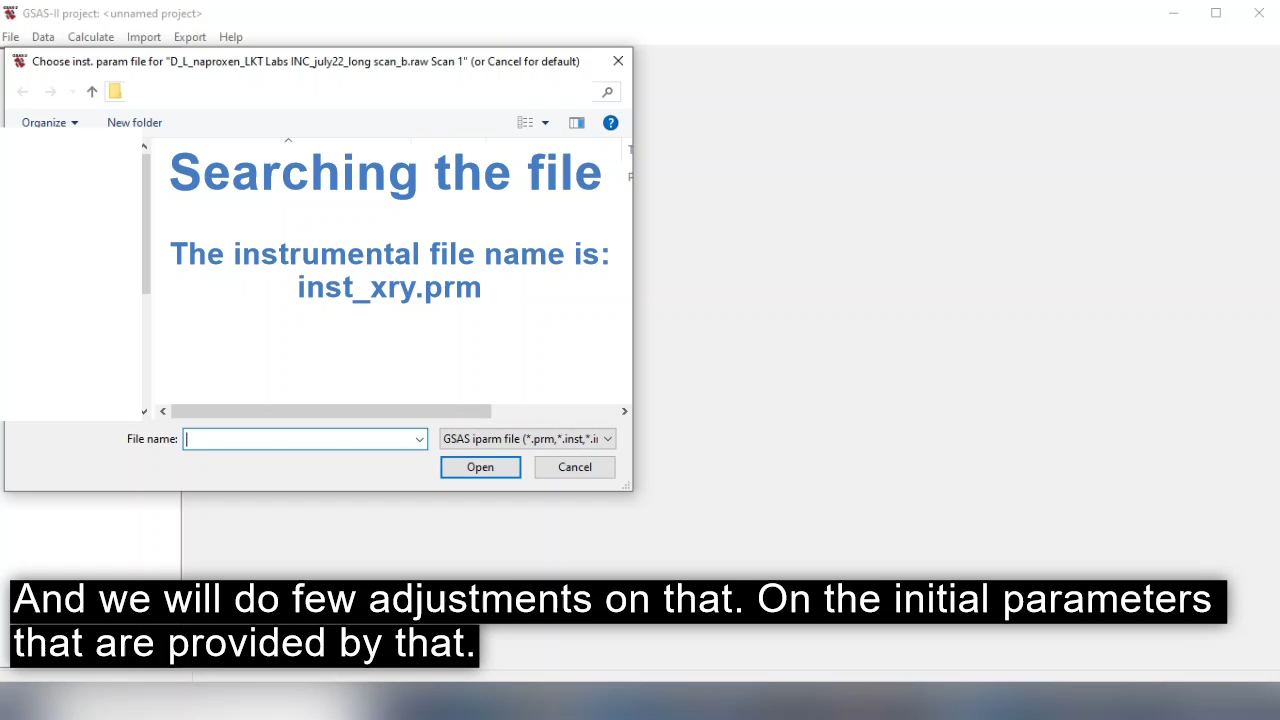 GSAS-II project: <unnamed project>
File Data Calculate Import Export Help
Choose inst. param file for "D_L_naproxen_LKT Labs INC_july22_long scan_b.raw Scan 1" (or Cancel for default)
Organize New folder
Searching the file
The instrumental file name is:
inst_xry.prm
File name:
GSAS iparm file (*.prm,*.inst,*.i
Open Cancel
And we will do few adjustments on that. On the initial parameters
that are provided by that.